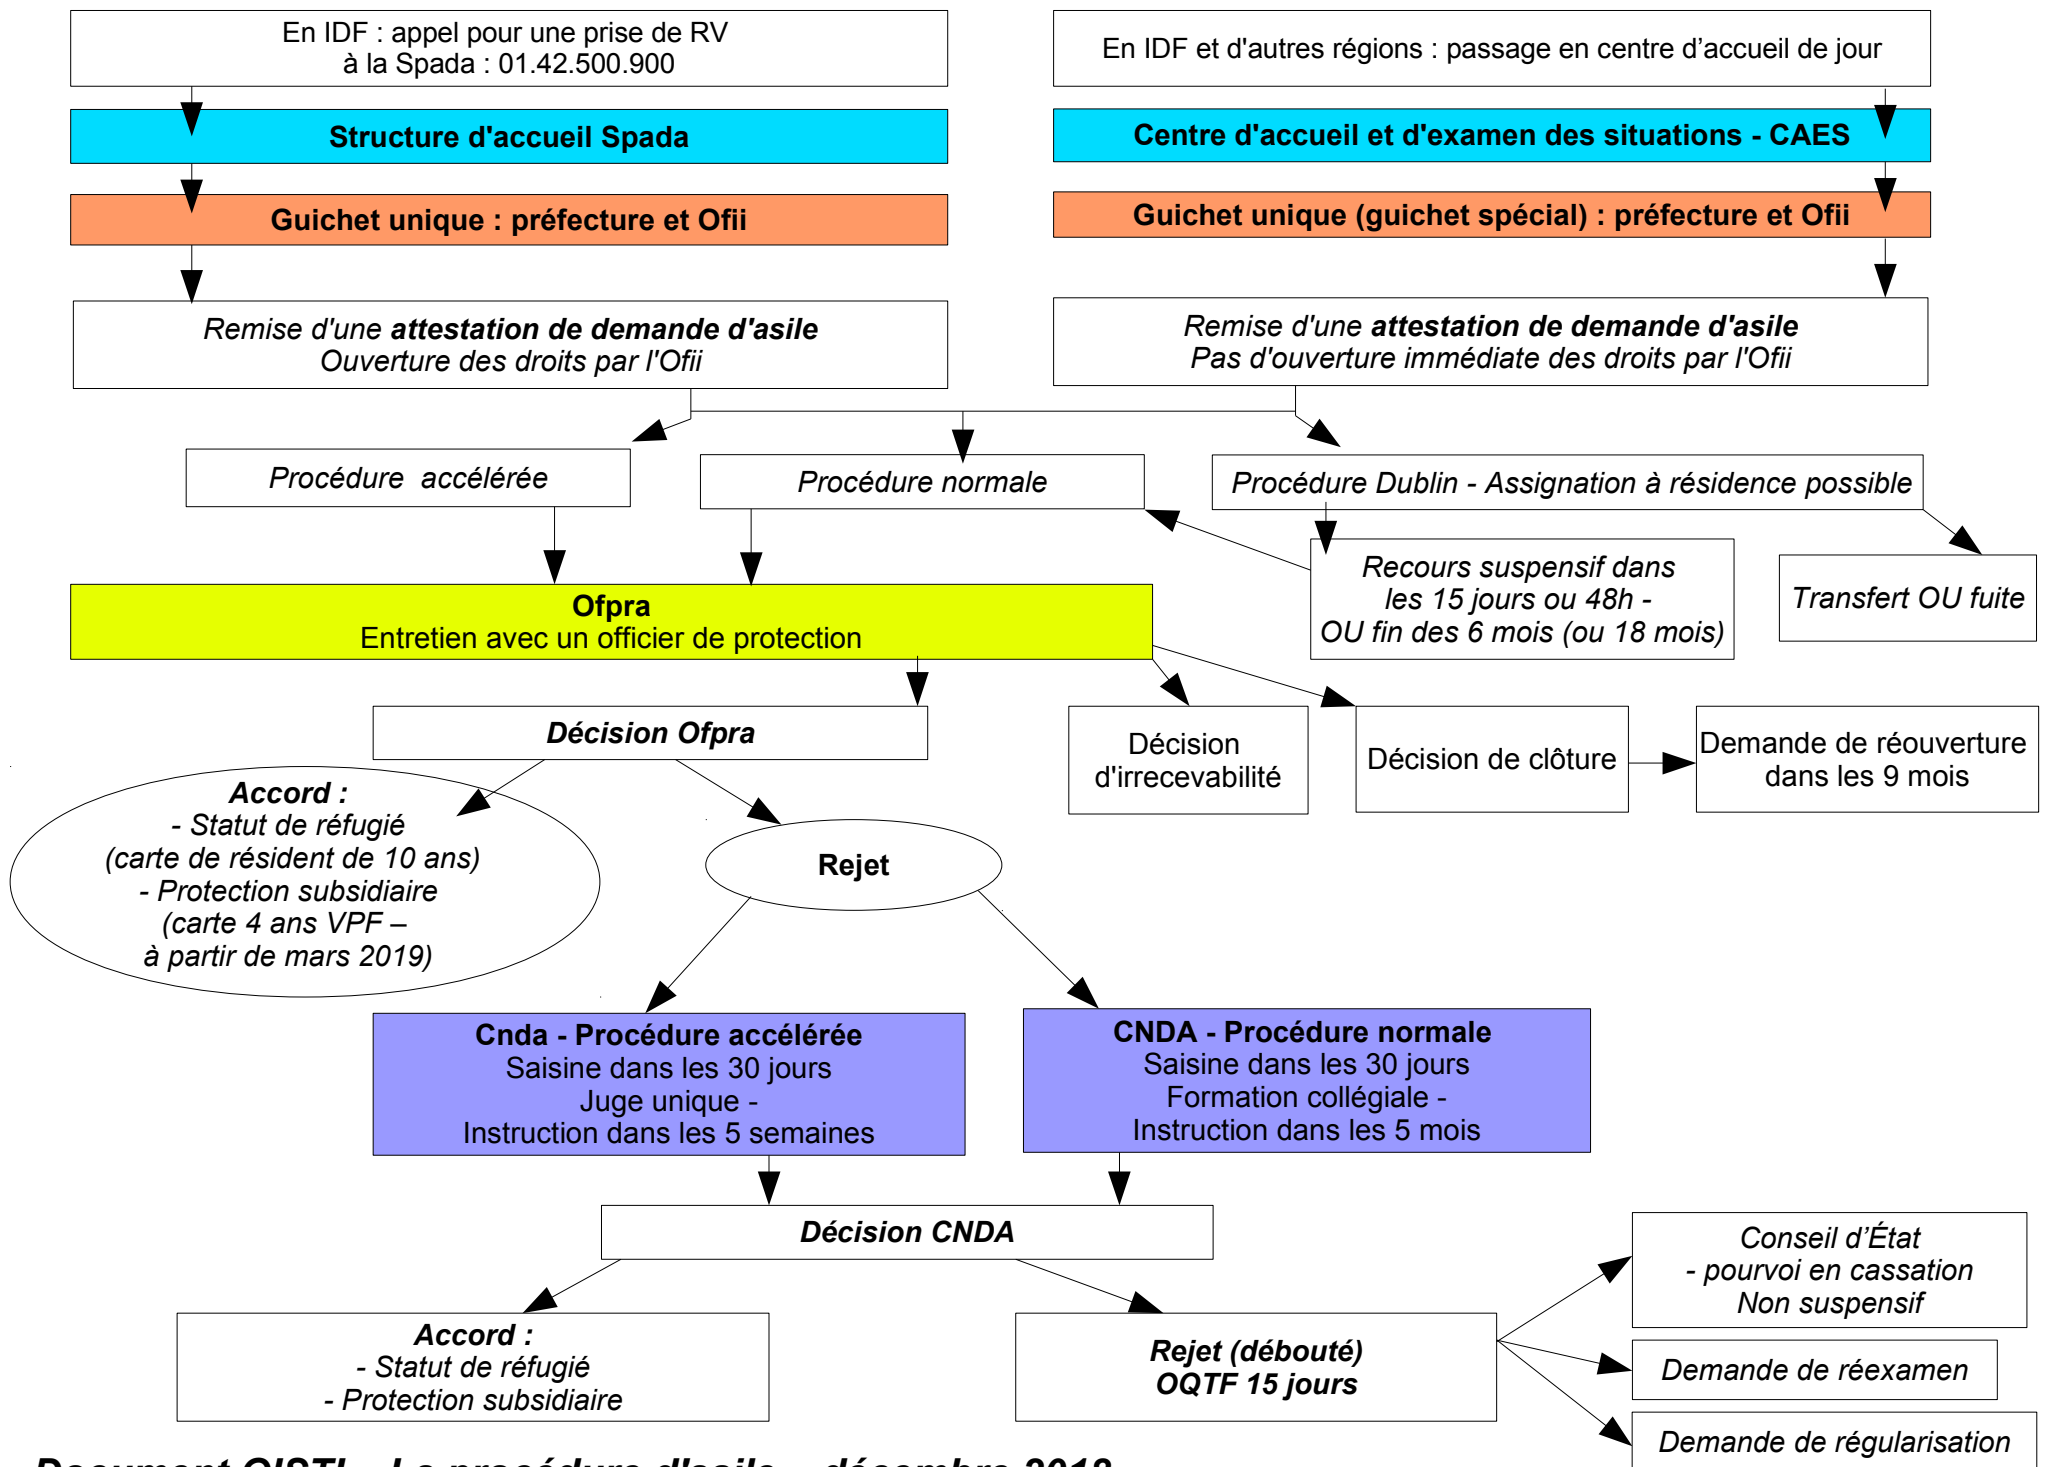 En IDF : appel pour une prise de RV
à la Spada : 01.42.500.900
En IDF et d'autres régions : passage en centre d’accueil de jour
Structure d'accueil Spada
Centre d'accueil et d'examen des situations - CAES
Guichet unique : préfecture et Ofii
Guichet unique (guichet spécial) : préfecture et Ofii
Remise d'une attestation de demande d'asile
Ouverture des droits par l'Ofii
Remise d'une attestation de demande d'asile
Pas d'ouverture immédiate des droits par l'Ofii
Procédure accélérée
Procédure normale
Procédure Dublin - Assignation à résidence possible
Recours suspensif dans
les 15 jours ou 48h -
OU fin des 6 mois (ou 18 mois)
Transfert OU fuite
Ofpra
Entretien avec un officier de protection
Décision Ofpra
Décision
d'irrecevabilité
Décision de clôture
Demande de réouverture
dans les 9 mois
Accord :
- Statut de réfugié
(carte de résident de 10 ans)
- Protection subsidiaire
(carte 4 ans VPF –
à partir de mars 2019)
Rejet
Cnda - Procédure accélérée
Saisine dans les 30 jours
Juge unique -
Instruction dans les 5 semaines
CNDA - Procédure normale
Saisine dans les 30 jours
Formation collégiale -
Instruction dans les 5 mois
Décision CNDA
Accord :
- Statut de réfugié
- Protection subsidiaire
Rejet (débouté)
OQTF 15 jours
Conseil d’État
- pourvoi en cassation
Non suspensif
Demande de réexamen
Demande de régularisation
Document GISTI - La procédure d'asile – décembre 2018